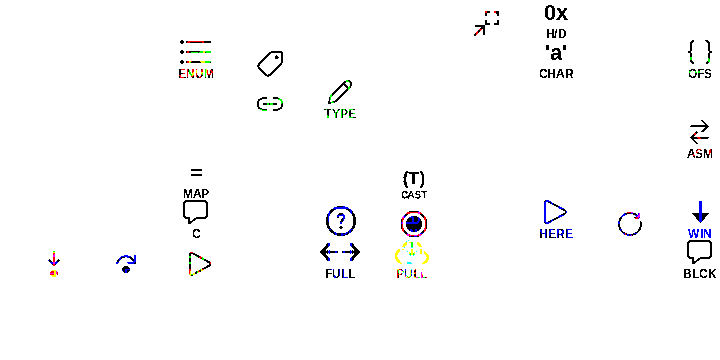 0x
H/D
'a'
ENUM
CHAR
{ }
OFS
TYPE
ASM
=
MAP
(T)
CAST
?
C
HERE
WIN
FULL
PULL
BLCK